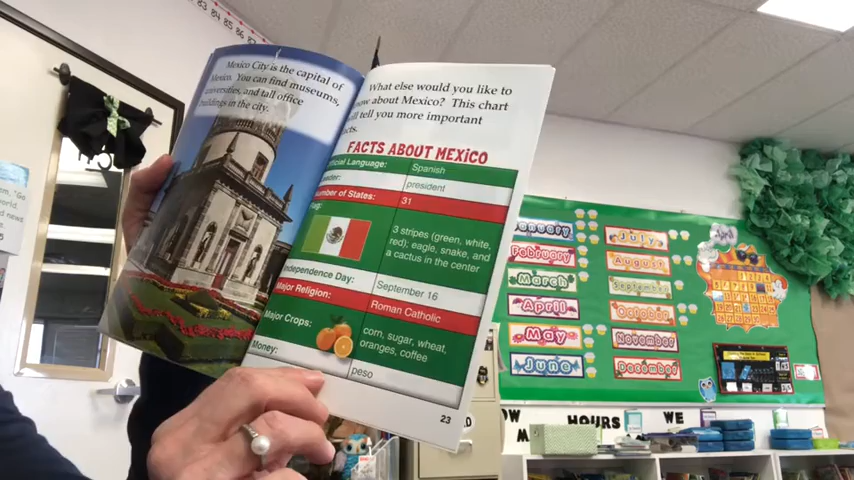 Mexico City is the capital of
Mexico. You can find museums,
universities, and tall office
buildings in the city.
What else would you like to
know about Mexico? This chart
will tell you more important
facts.
FACTS ABOUT MEXICO
Official Language: Spanish
president
Number of States: 31
3 stripes (green, white,
red); eagle, snake, and
a cactus in the center
Independence Day: September 16
Major Religion: Roman Catholic
Major Crops: corn, sugar, wheat,
oranges, coffee
Money: peso
23
January
February
March
April
May
June
July
August
September
October
November
December
HOURS WE